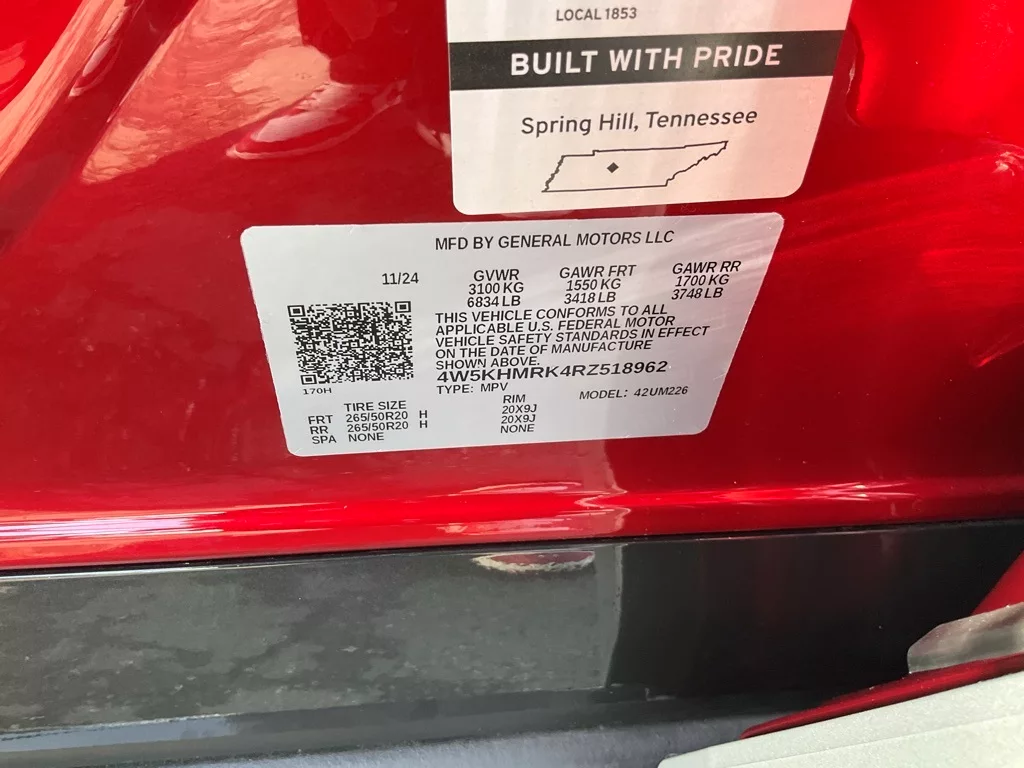 LOCAL 1853
BUILT WITH PRIDE
Spring Hill, Tennessee
MFD BY GENERAL MOTORS LLC
11/24 GVWR GAWR FRT GAWR RR
3100 KG 1550 KG 1700 KG
6834 LB 3418 LB 3748 LB
THIS VEHICLE CONFORMS TO ALL
APPLICABLE U.S. FEDERAL MOTOR
VEHICLE SAFETY STANDARDS IN EFFECT
ON THE DATE OF MANUFACTURE
SHOWN ABOVE.
4W5KHMRK4RZ518962
170H
TYPE: MPV MODEL: 42UM226
TIRE SIZE RIM
FRT 265/50R20 H 20X9J
RR 265/50R20 H 20X9J
SPA NONE NONE